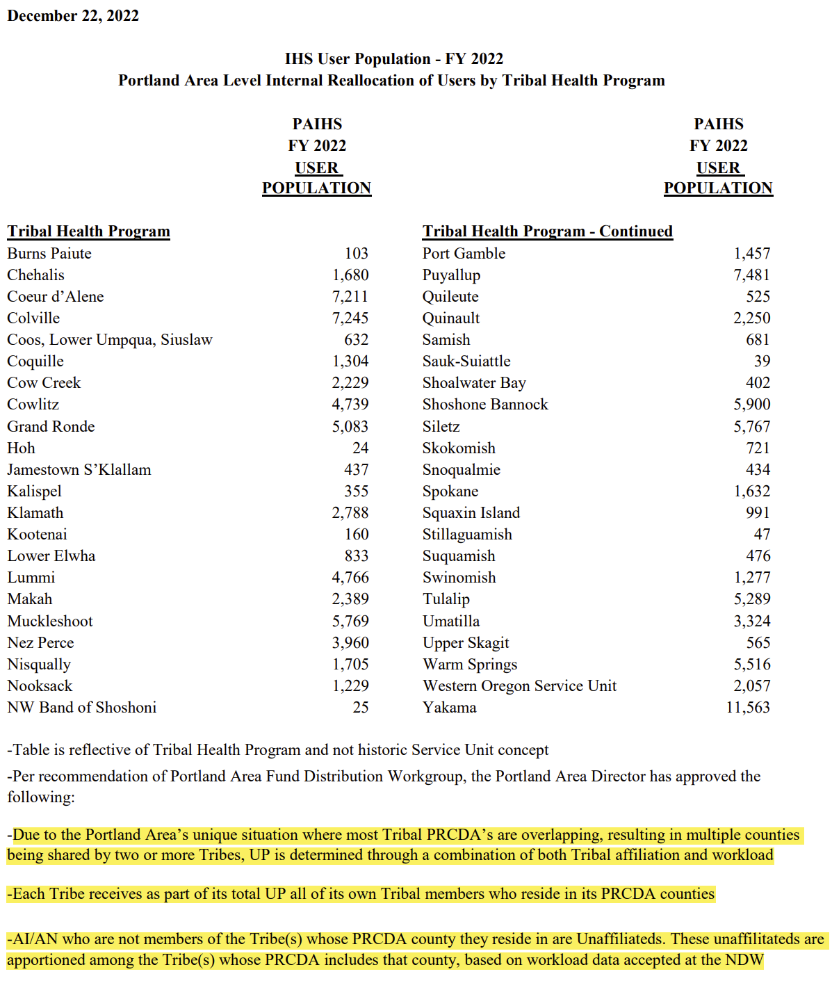 December 22, 2022
IHS User Population - FY 2022
Portland Area Level Internal Reallocation of Users by Tribal Health Program
PAIHS
FY 2022
USER
POPULATION
PAIHS
FY 2022
USER
POPULATION
Tribal Health Program
Burns Paiute 103
Chehalis 1,680
Coeur d’Alene 7,211
Colville 7,245
Coos, Lower Umpqua, Siuslaw 632
Coquille 1,304
Cow Creek 2,229
Cowlitz 4,739
Grand Ronde 5,083
Hoh 24
Jamestown S’Klallam 437
Kalispel 355
Klamath 2,788
Kootenai 160
Lower Elwha 833
Lummi 4,766
Makah 2,389
Muckleshoot 5,769
Nez Perce 3,960
Nisqually 1,705
Nooksack 1,229
NW Band of Shoshoni 25
Tribal Health Program - Continued
Port Gamble 1,457
Puyallup 7,481
Quileute 525
Quinault 2,250
Samish 681
Sauk-Suiattle 39
Shoalwater Bay 402
Shoshone Bannock 5,900
Siletz 5,767
Skokomish 721
Snoqualmie 434
Spokane 1,632
Squaxin Island 991
Stillaguamish 47
Suquamish 476
Swinomish 1,277
Tulalip 5,289
Umatilla 3,324
Upper Skagit 565
Warm Springs 5,516
Western Oregon Service Unit 2,057
Yakama 11,563
-Table is reflective of Tribal Health Program and not historic Service Unit concept
-Per recommendation of Portland Area Fund Distribution Workgroup, the Portland Area Director has approved the
following:
-Due to the Portland Area’s unique situation where most Tribal PRCDA’s are overlapping, resulting in multiple counties
being shared by two or more Tribes, UP is determined through a combination of both Tribal affiliation and workload
-Each Tribe receives as part of its total UP all of its own Tribal members who reside in its PRCDA counties
-AI/AN who are not members of the Tribe(s) whose PRCDA county they reside in are Unaffiliateds. These unaffilitateds are
apportioned among the Tribe(s) whose PRCDA includes that county, based on workload data accepted at the NDW